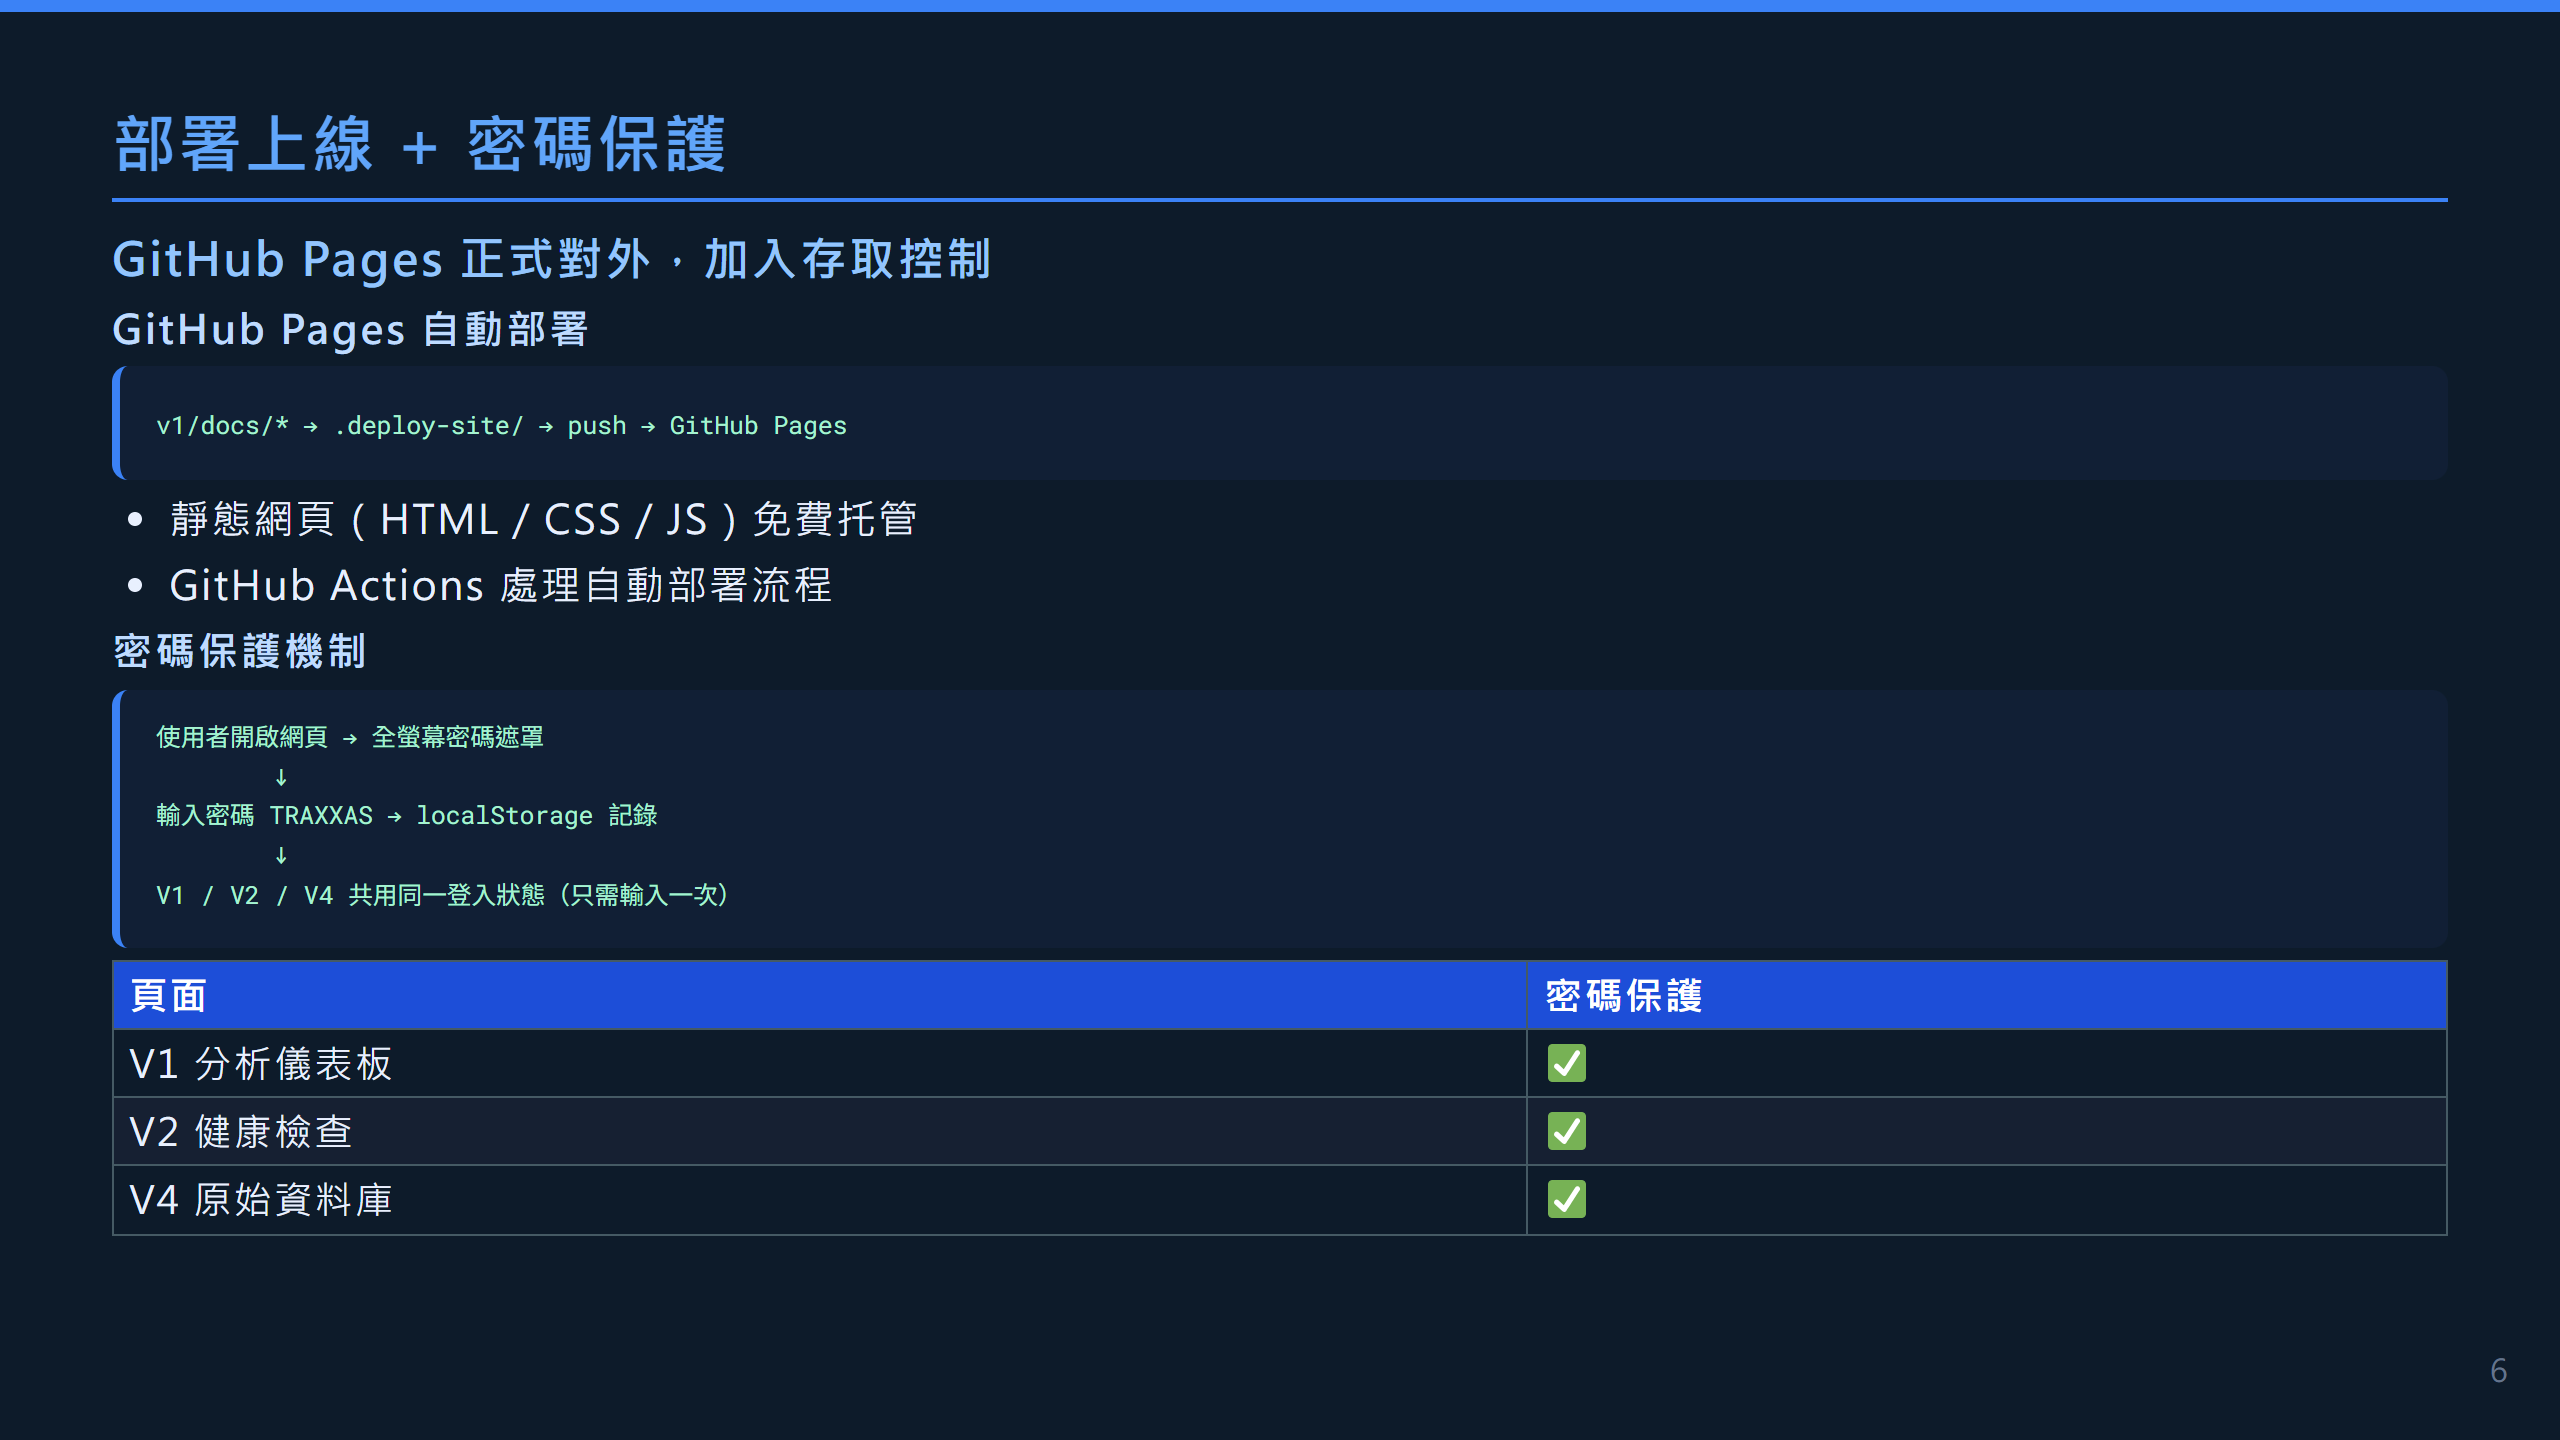 部署上線 + 密碼保護
GitHub Pages 正式對外，加入存取控制
GitHub Pages 自動部署
v1/docs/* → .deploy-site/ → push → GitHub Pages
• 靜態網頁（HTML / CSS / JS）免費托管
• GitHub Actions 處理自動部署流程
密碼保護機制
使用者開啟網頁 → 全螢幕密碼遮罩
↓
輸入密碼 TRAXXAS → localStorage 記錄
↓
V1 / V2 / V4 共用同一登入狀態（只需輸入一次）
頁面 密碼保護
V1 分析儀表板 ✅
V2 健康檢查 ✅
V4 原始資料庫 ✅
6